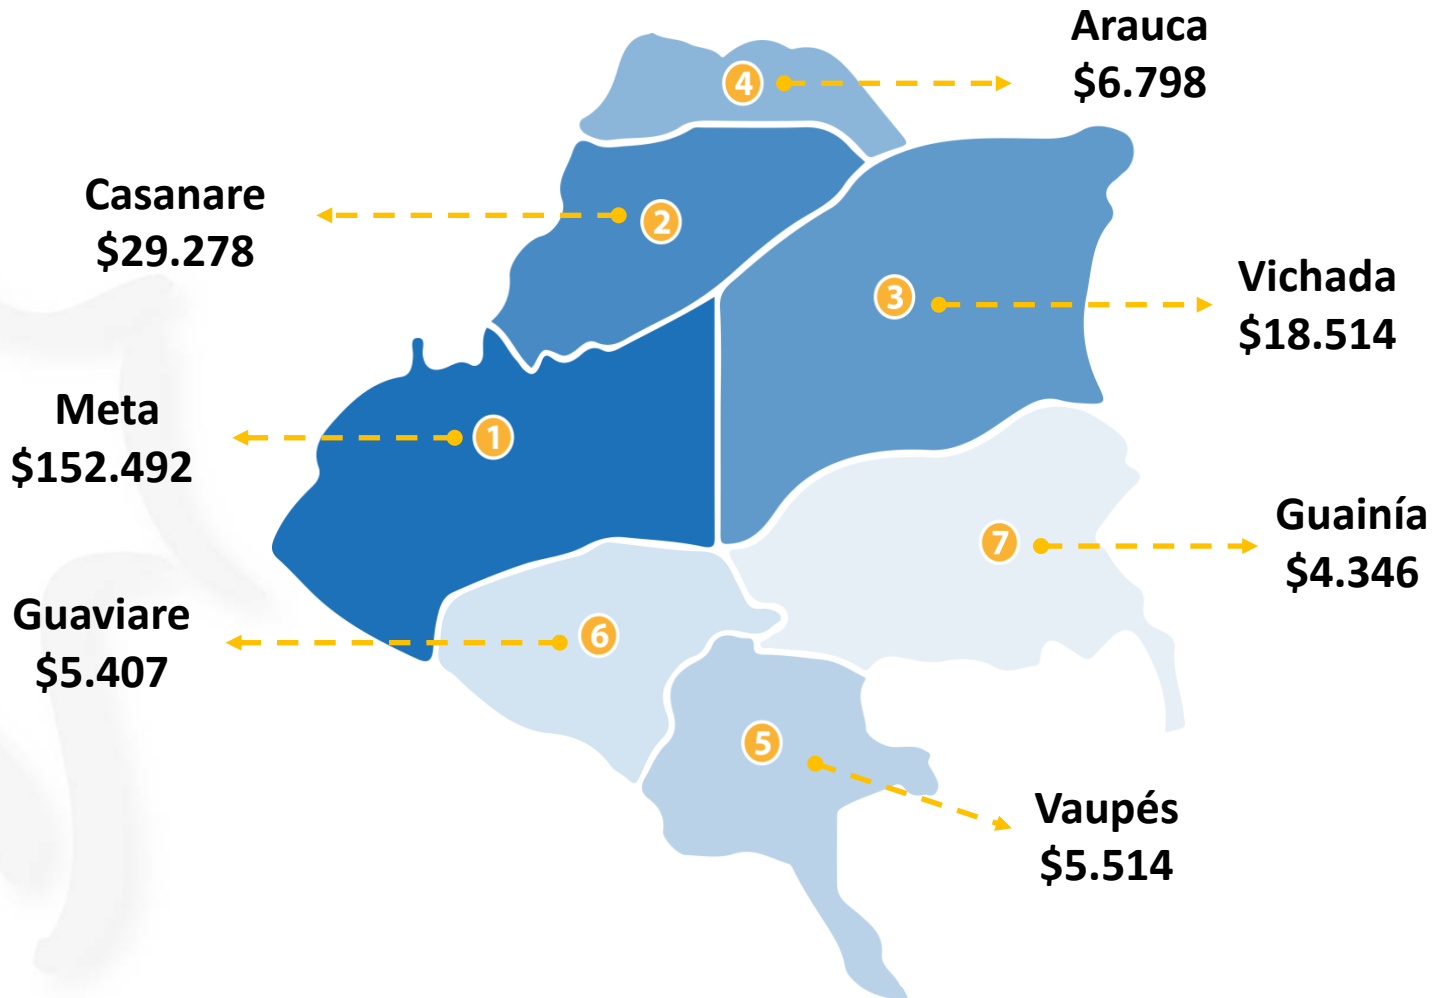 Arauca
$6.798
4
Casanare
$29.278
2
Vichada
$18.514
3
Meta
$152.492
1
Guainía
$4.346
7
Guaviare
$5.407
6
5
Vaupés
$5.514